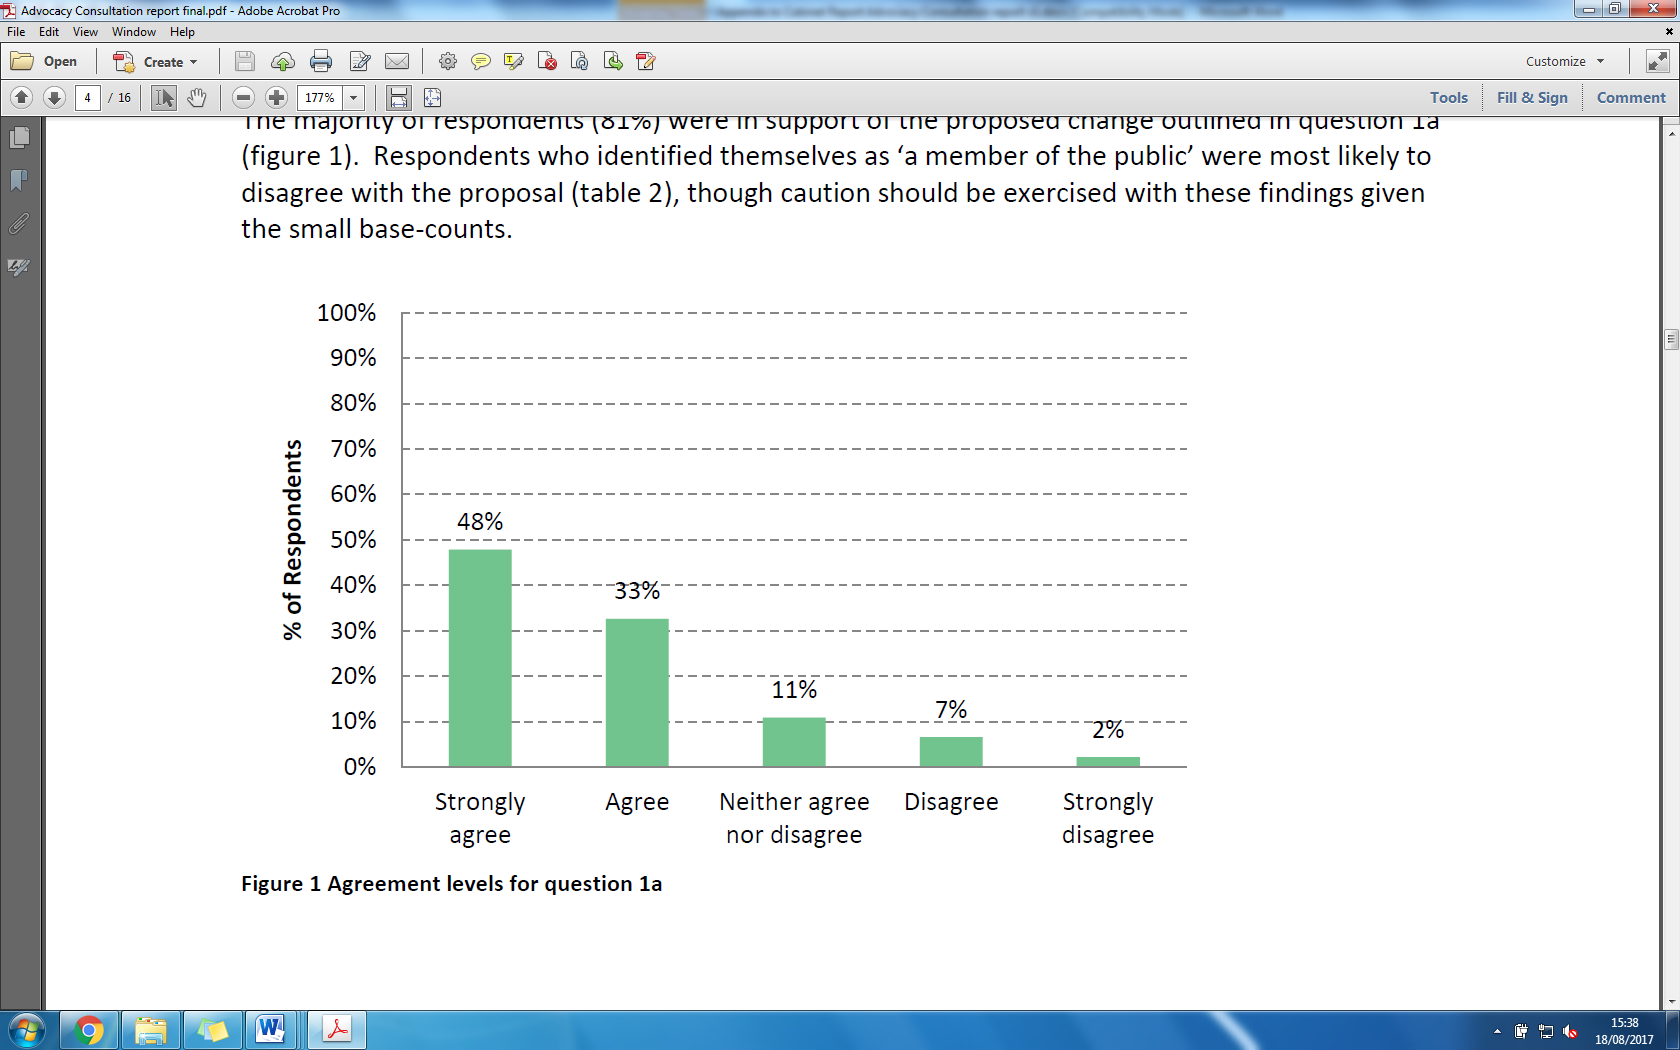 Advocacy Consultation report final.pdf - Adobe Acrobat Pro
File Edit View Window Help
Open Create Customize
4 / 16 177% Tools Fill & Sign Comment
The majority of respondents (81%) were in support of the proposed change outlined in question 1a
(figure 1). Respondents who identified themselves as ‘a member of the public’ were most likely to
disagree with the proposal (table 2), though caution should be exercised with these findings given
the small base-counts.
% of Respondents
100%
90%
80%
70%
60%
50%
40%
30%
20%
10%
0%
48%
33%
11%
7%
2%
Strongly
agree
Agree
Neither agree
nor disagree
Disagree
Strongly
disagree
Figure 1 Agreement levels for question 1a
15:38
18/08/2017